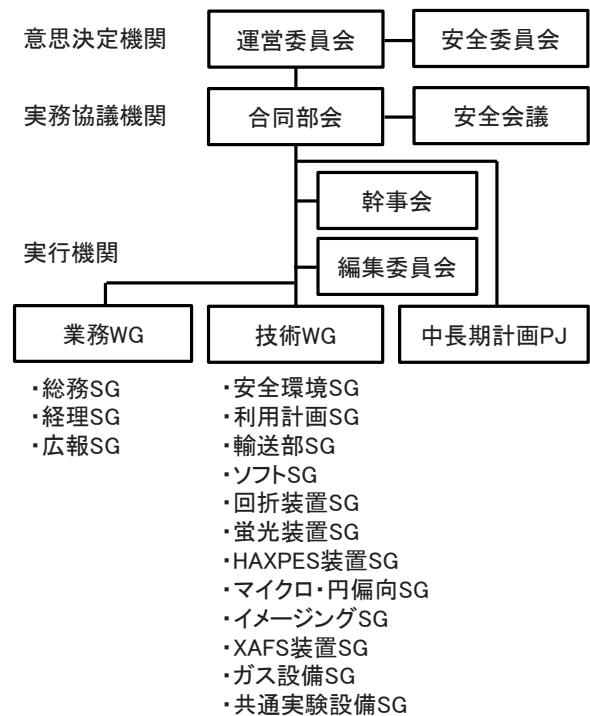 意思決定機関
運営委員会
安全委員会
実務協議機関
合同部会
安全会議
幹事会
実行機関
編集委員会
業務WG
技術WG
中長期計画PJ
・総務SG
・経理SG
・広報SG
・安全環境SG
・利用計画SG
・輸送部SG
・ソフトSG
・回折装置SG
・蛍光装置SG
・HAXPES装置SG
・マイクロ・円偏向SG
・イメージングSG
・XAFS装置SG
・ガス設備SG
・共通実験設備SG